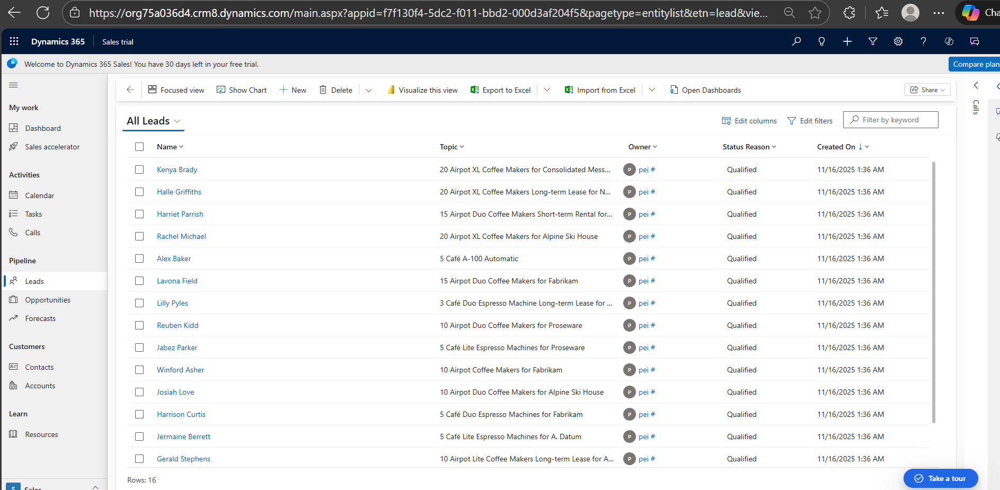 https://org75a036d4.crm8.dynamics.com/main.aspx?appid=f7f130f4-5dc2-f011-bbd2-000d3af204f5&pagetype=entitylist&etn=lead&vie...
Dynamics 365 Sales trial
Welcome to Dynamics 365 Sales! You have 30 days left in your free trial.
Compare plan
Focused view Show Chart New Delete Visualize this view Export to Excel Import from Excel Open Dashboards Share
Calls
My work
Dashboard
Sales accelerator
Activities
Calendar
Tasks
Calls
Pipeline
Leads
Opportunities
Forecasts
Customers
Contacts
Accounts
Learn
Resources
S Sales
All Leads Edit columns Edit filters Filter by keyword
Name Topic Owner Status Reason Created On ↓
Kenya Brady 20 Airpot XL Coffee Makers for Consolidated Mess... P pei # Qualified 11/16/2025 1:36 AM
Halle Griffiths 20 Airpot XL Coffee Makers Long-term Lease for N... P pei # Qualified 11/16/2025 1:36 AM
Harriet Parrish 15 Airpot Duo Coffee Makers Short-term Rental for... P pei # Qualified 11/16/2025 1:36 AM
Rachel Michael 20 Airpot XL Coffee Makers for Alpine Ski House P pei # Qualified 11/16/2025 1:36 AM
Alex Baker 5 Café A-100 Automatic P pei # Qualified 11/16/2025 1:36 AM
Lavona Field 15 Airpot Duo Coffee Makers for Fabrikam P pei # Qualified 11/16/2025 1:36 AM
Lilly Pyles 3 Café Duo Espresso Machine Long-term Lease for ... P pei # Qualified 11/16/2025 1:36 AM
Reuben Kidd 10 Airpot Duo Coffee Makers for Proseware P pei # Qualified 11/16/2025 1:36 AM
Jabez Parker 5 Café Lite Espresso Machines for Proseware P pei # Qualified 11/16/2025 1:36 AM
Winford Asher 10 Airpot Coffee Makers for Fabrikam P pei # Qualified 11/16/2025 1:36 AM
Josiah Love 10 Airpot Duo Coffee Makers for Alpine Ski House P pei # Qualified 11/16/2025 1:36 AM
Harrison Curtis 5 Café Duo Espresso Machines for Fabrikam P pei # Qualified 11/16/2025 1:36 AM
Jermaine Berrett 5 Café Lite Espresso Machines for A. Datum P pei # Qualified 11/16/2025 1:36 AM
Gerald Stephens 10 Airpot Lite Coffee Makers Long-term Lease for A... P pei # Qualified 11/16/2025 1:36 AM
Rows: 16
Take a tour